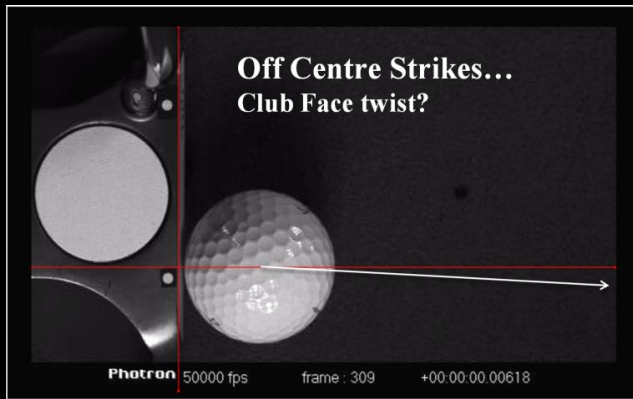 Off Centre Strikes…
Club Face twist?
Photron 50000 fps frame : 309 +00:00:00.00618